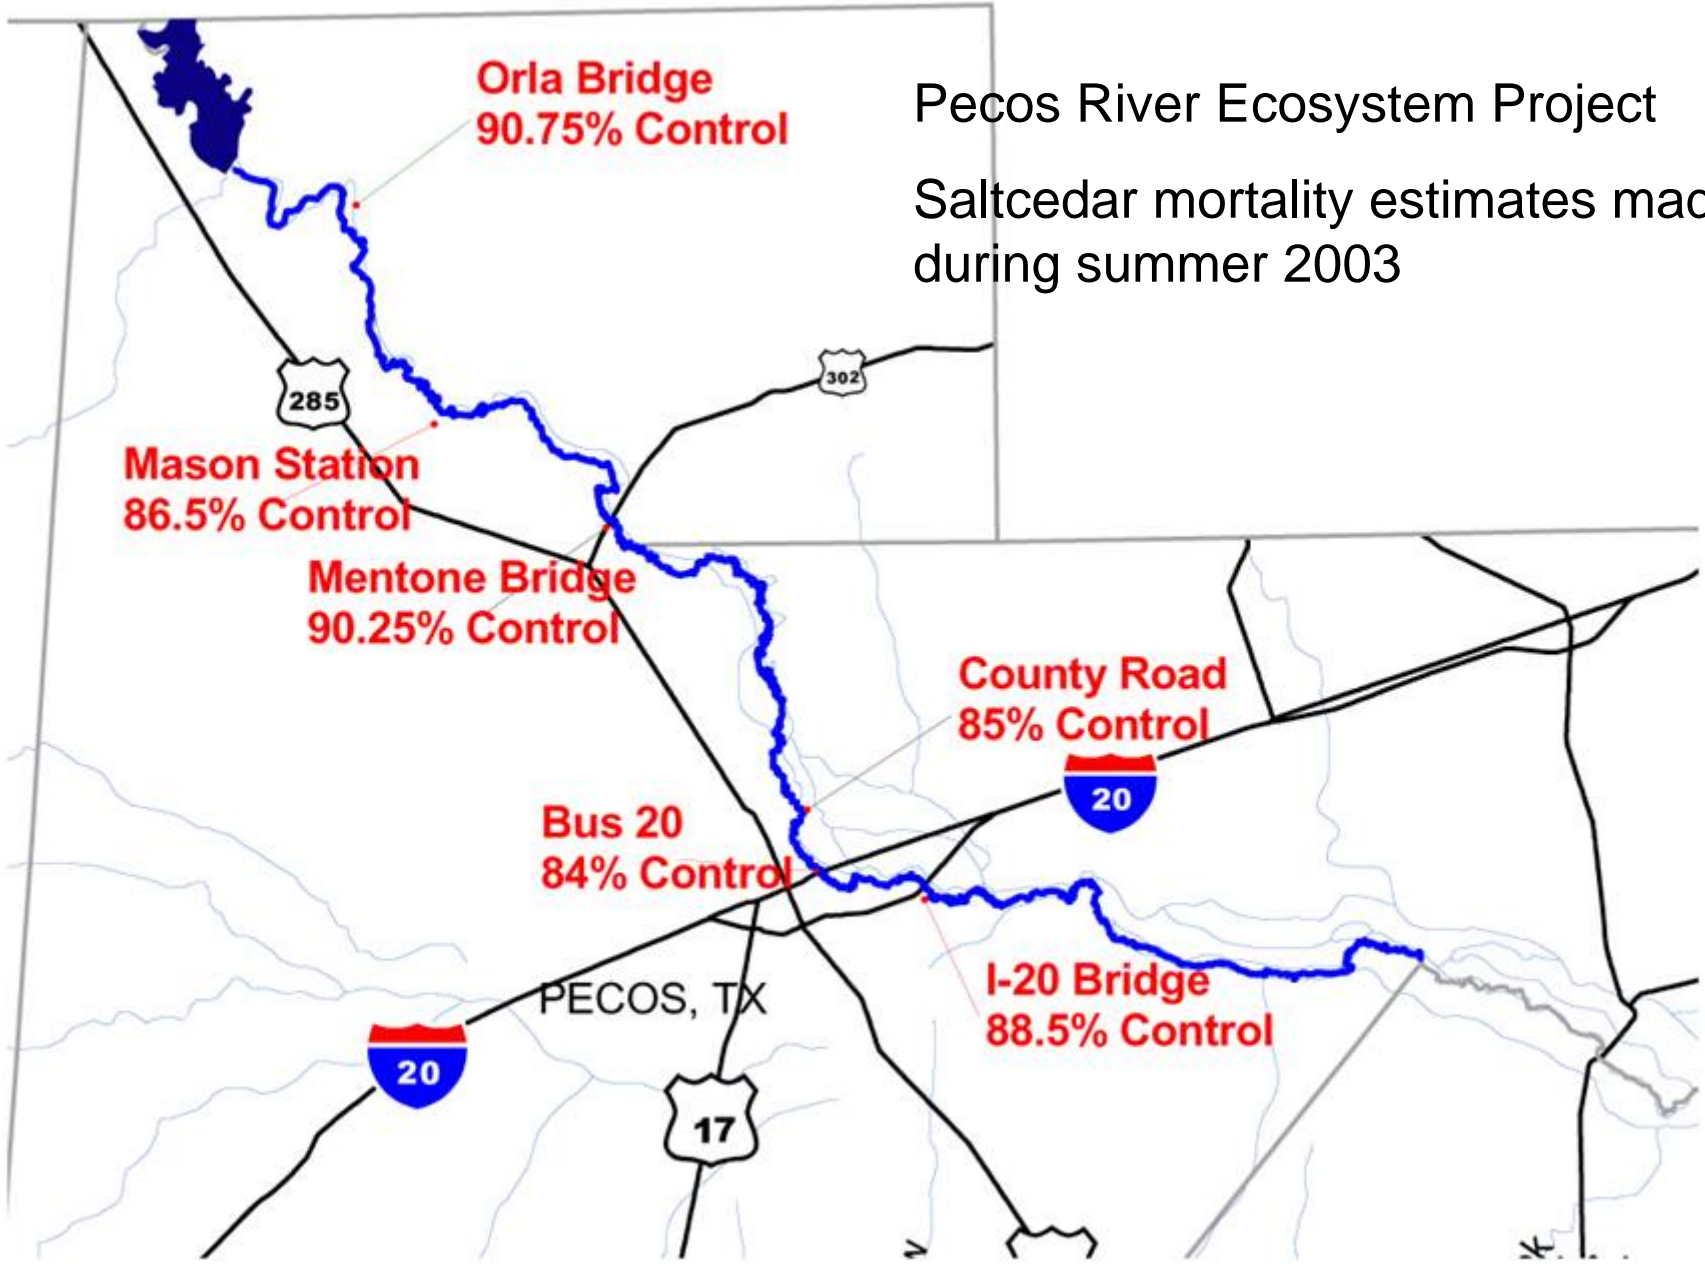 Orla Bridge
90.75% Control
Pecos River Ecosystem Project
Saltcedar mortality estimates
during summer 2003
302
285
Mason Station
86.5% Control
Mentone Bridge
90.25% Control
County Road
85% Control
20
Bus 20
84% Control
I-20 Bridge
88.5% Control
PECOS, TX
20
17